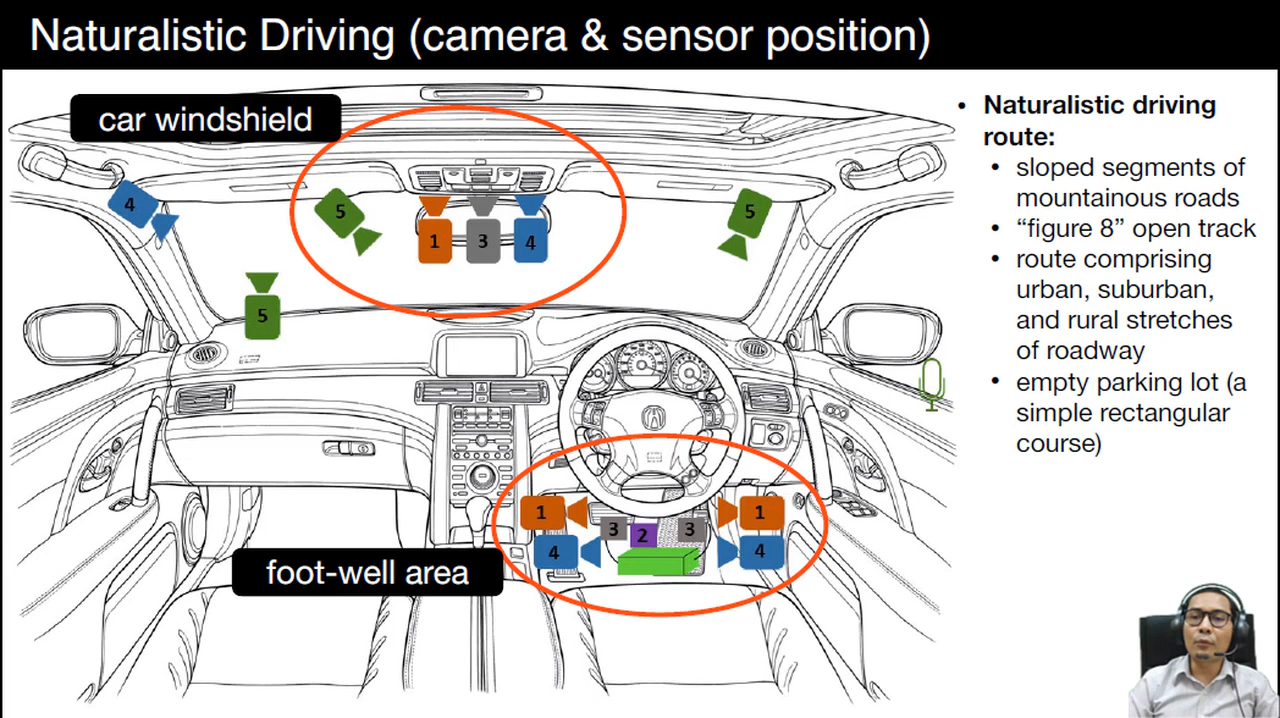 Naturalistic Driving (camera & sensor position)
car windshield
4
5
1
3
4
5
5
foot-well area
1
3
2
3
1
4
4
• Naturalistic driving
route:
• sloped segments of
mountainous roads
• “figure 8” open track
• route comprising
urban, suburban,
and rural stretches
of roadway
• empty parking lot (a
simple rectangular
course)